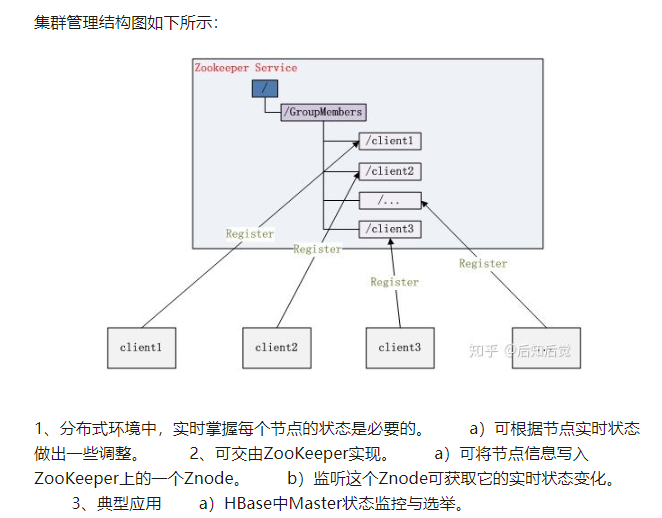 集群管理结构图如下所示：
Zookeeper Service
/
/GroupMembers
/client1
/client2
/...
/client3
Register
Register
Register
Register
client1
client2
client3
知乎 @后知后觉
1、分布式环境中，实时掌握每个节点的状态是必要的。 a）可根据节点实时状态
做出一些调整。 2、可交由ZooKeeper实现。 a）可将节点信息写入
ZooKeeper上的一个Znode。 b）监听这个Znode可获取它的实时状态变化。
3、典型应用 a）HBase中Master状态监控与选举。